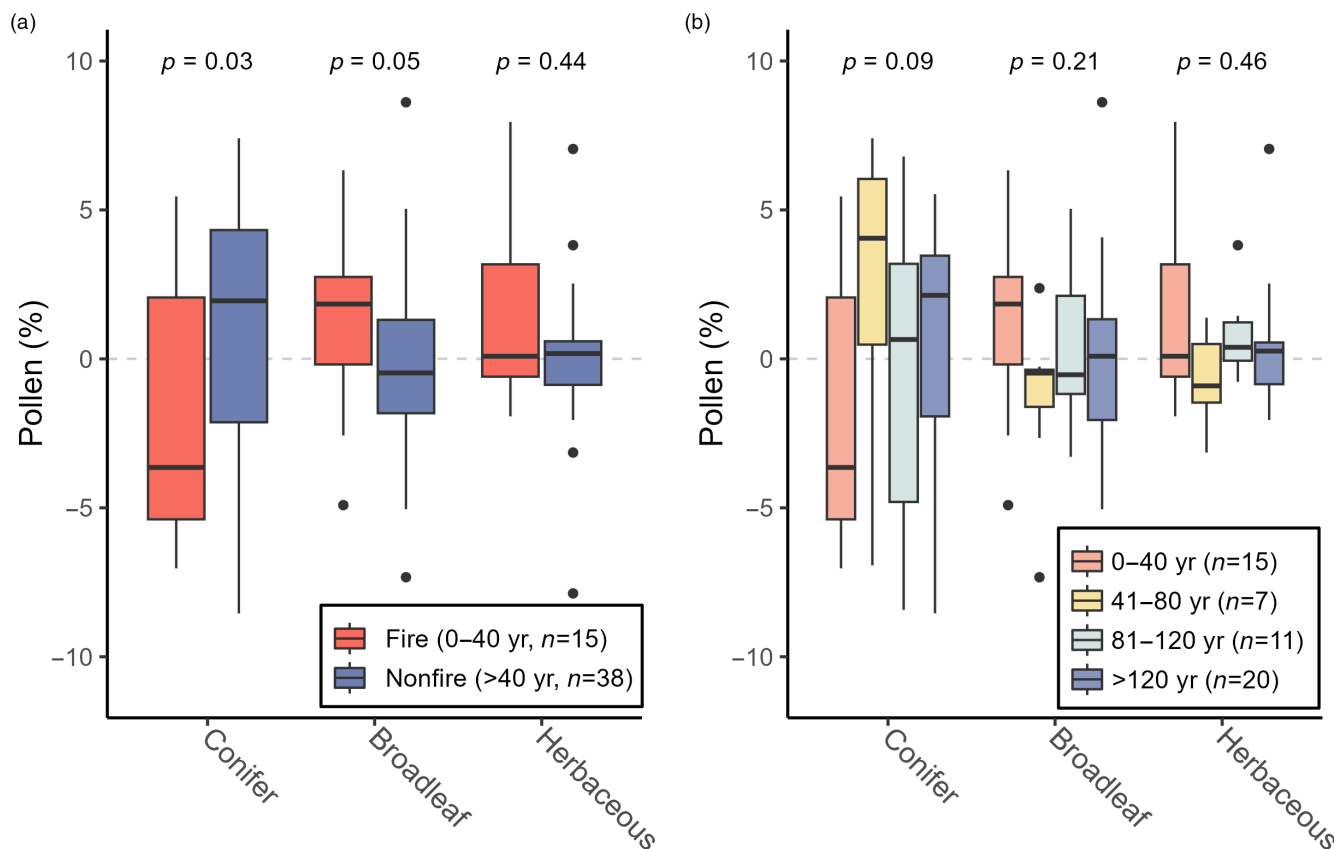 (a)
p = 0.03
p = 0.05
p = 0.44
10
5
0
−5
−10
Pollen (%)
Fire (0–40 yr, n=15)
Nonfire (>40 yr, n=38)
Conifer
Broadleaf
Herbaceous
(b)
p = 0.09
p = 0.21
p = 0.46
10
5
0
−5
−10
Pollen (%)
0–40 yr (n=15)
41–80 yr (n=7)
81–120 yr (n=11)
>120 yr (n=20)
Conifer
Broadleaf
Herbaceous